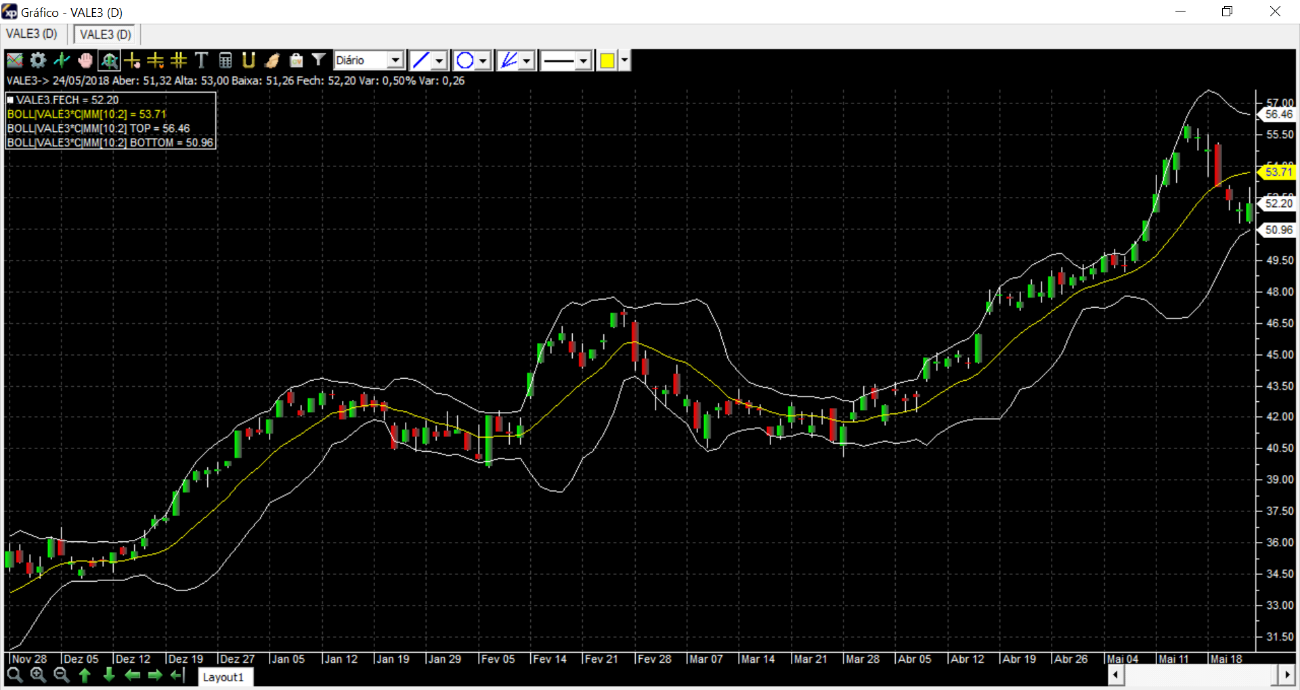 xp Gráfico - VALE3 (D)
VALE3 (D) VALE3 (D)
Diário
VALE3-> 24/05/2018 Aber: 51,32 Alta: 53,00 Baixa: 51,26 Fech: 52,20 Var: 0,50% Var: 0,26
VALE3.FECH = 52.20
BOLL|VALE3*C|MM[10:2] = 53.71
BOLL|VALE3*C|MM[10:2] TOP = 56.46
BOLL|VALE3*C|MM[10:2] BOTTOM = 50.96
57.00
56.46
55.50
53.71
52.20
50.96
49.50
48.00
46.50
45.00
43.50
42.00
40.50
39.00
37.50
36.00
34.50
33.00
31.50
Nov 28 Dez 05 Dez 12 Dez 19 Dez 27 Jan 05 Jan 12 Jan 19 Jan 29 Fev 05 Fev 14 Fev 21 Fev 28 Mar 07 Mar 14 Mar 21 Mar 28 Abr 05 Abr 12 Abr 19 Abr 26 Mai 04 Mai 11 Mai 18
Layout1